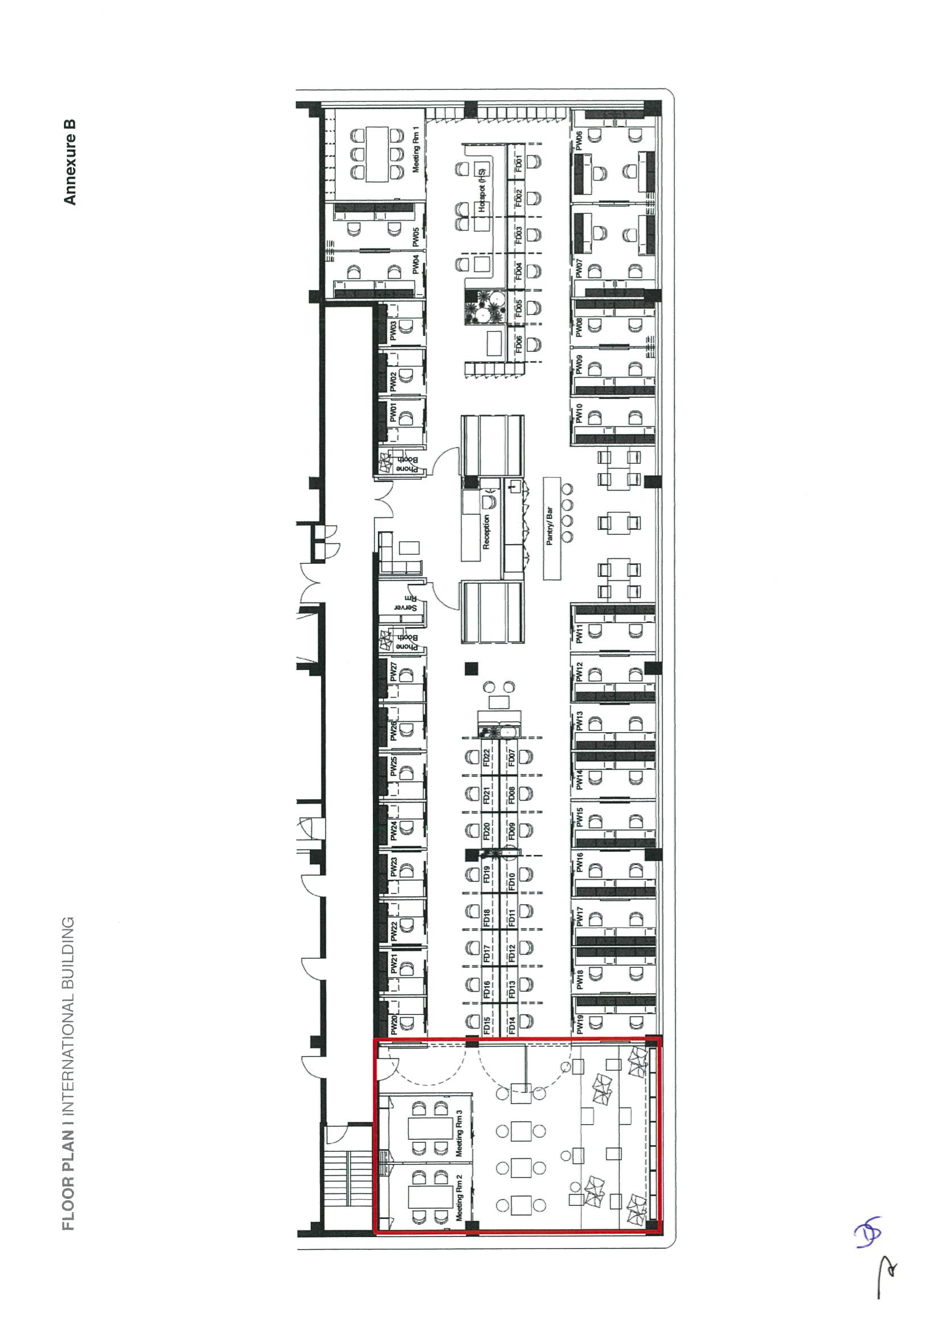 Annexure B
FLOOR PLAN I INTERNATIONAL BUILDING
Meeting Rm 1
PW05
PW04
PW03
PW02
PW01
Phone
Booth
Server
Rm
Phone
Booth
PW27
PW26
PW25
PW24
PW23
PW22
PW21
PW20
Meeting Rm 3
Meeting Rm 2
Hotspot (HS)
FD01
FD02
FD03
FD04
FD05
FD06
Reception
Pantry/Bar
FD22
FD21
FD20
FD19
FD18
FD17
FD16
FD15
FD07
FD08
FD09
FD10
FD11
FD12
FD13
FD14
PW06
PW07
PW08
PW09
PW10
PW11
PW12
PW13
PW14
PW15
PW16
PW17
PW18
PW19